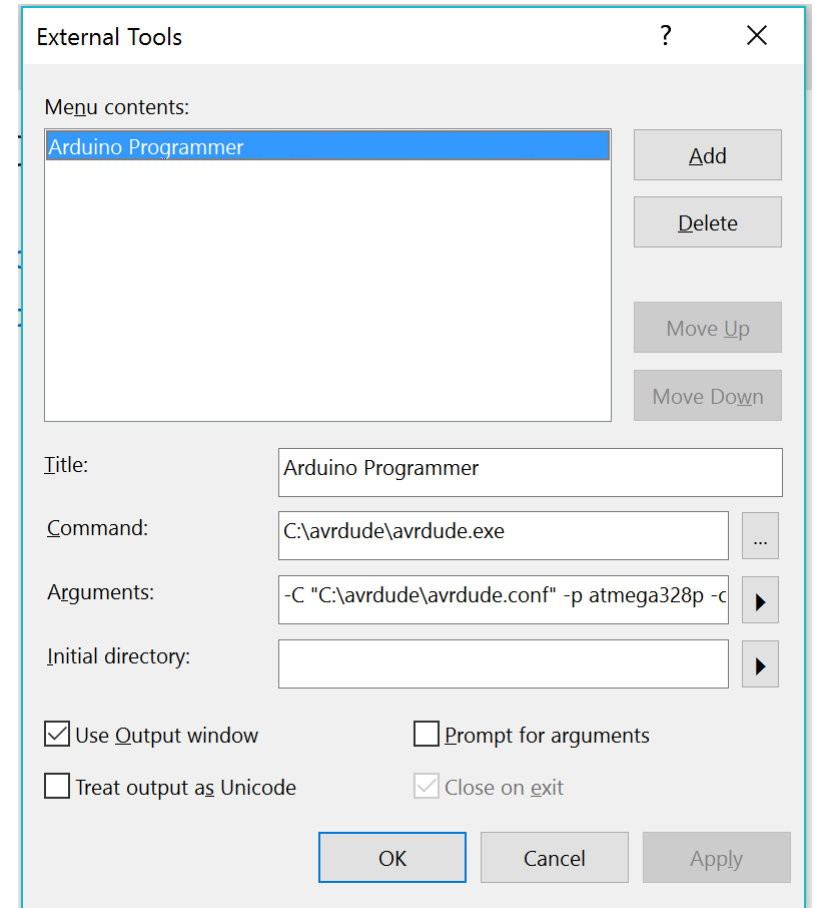 External Tools
?
Menu contents:
Arduino Programmer
Add
Delete
Move Up
Move Down
Title:
Arduino Programmer
Command:
C:\avrdude\avrdude.exe
...
Arguments:
-C "C:\avrdude\avrdude.conf" -p atmega328p -c
Initial directory:
Use Output window
Prompt for arguments
Treat output as Unicode
Close on exit
OK
Cancel
Apply